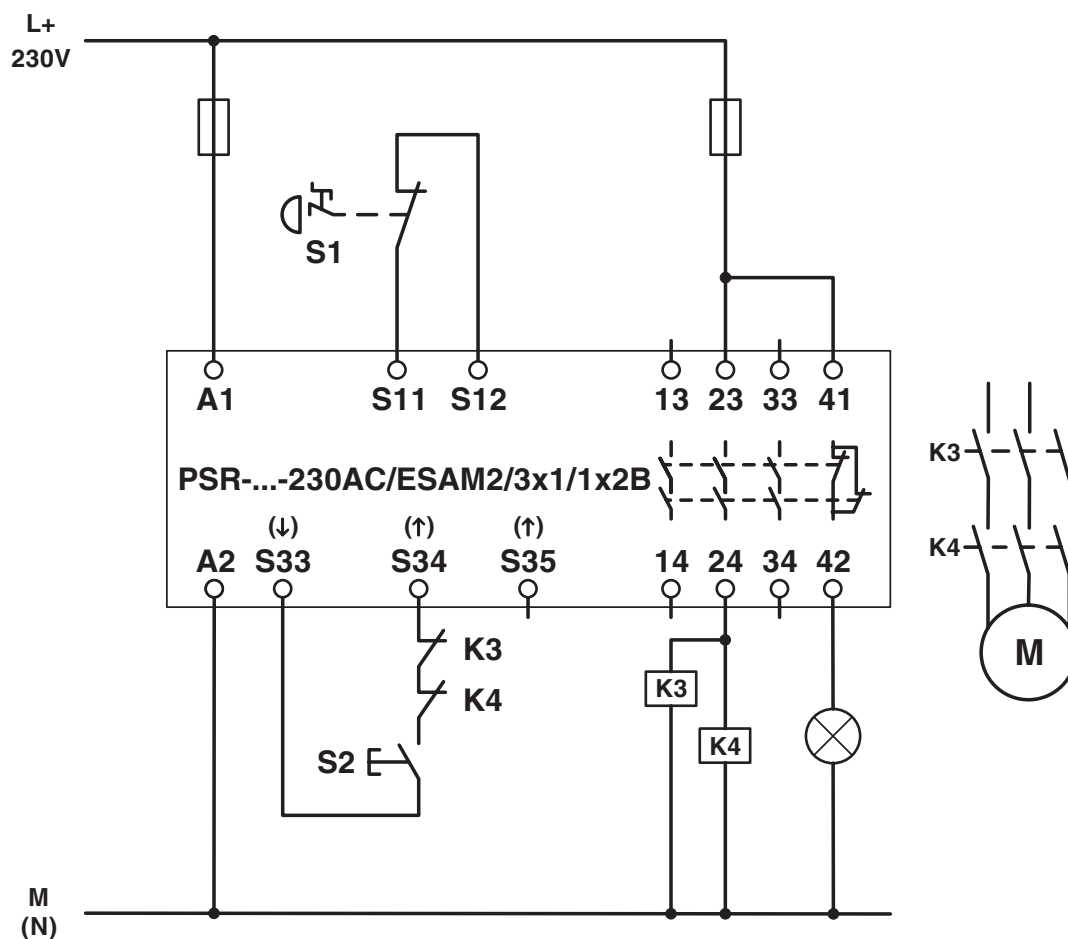 L+
230V
S1
A1 S11 S12 13 23 33 41
PSR-...-230AC/ESAM2/3x1/1x2B
(↓) (↑) (↑)
A2 S33 S34 S35 14 24 34 42
K3
K4
S2
K3
K4
K3
K4
M
M
(N)